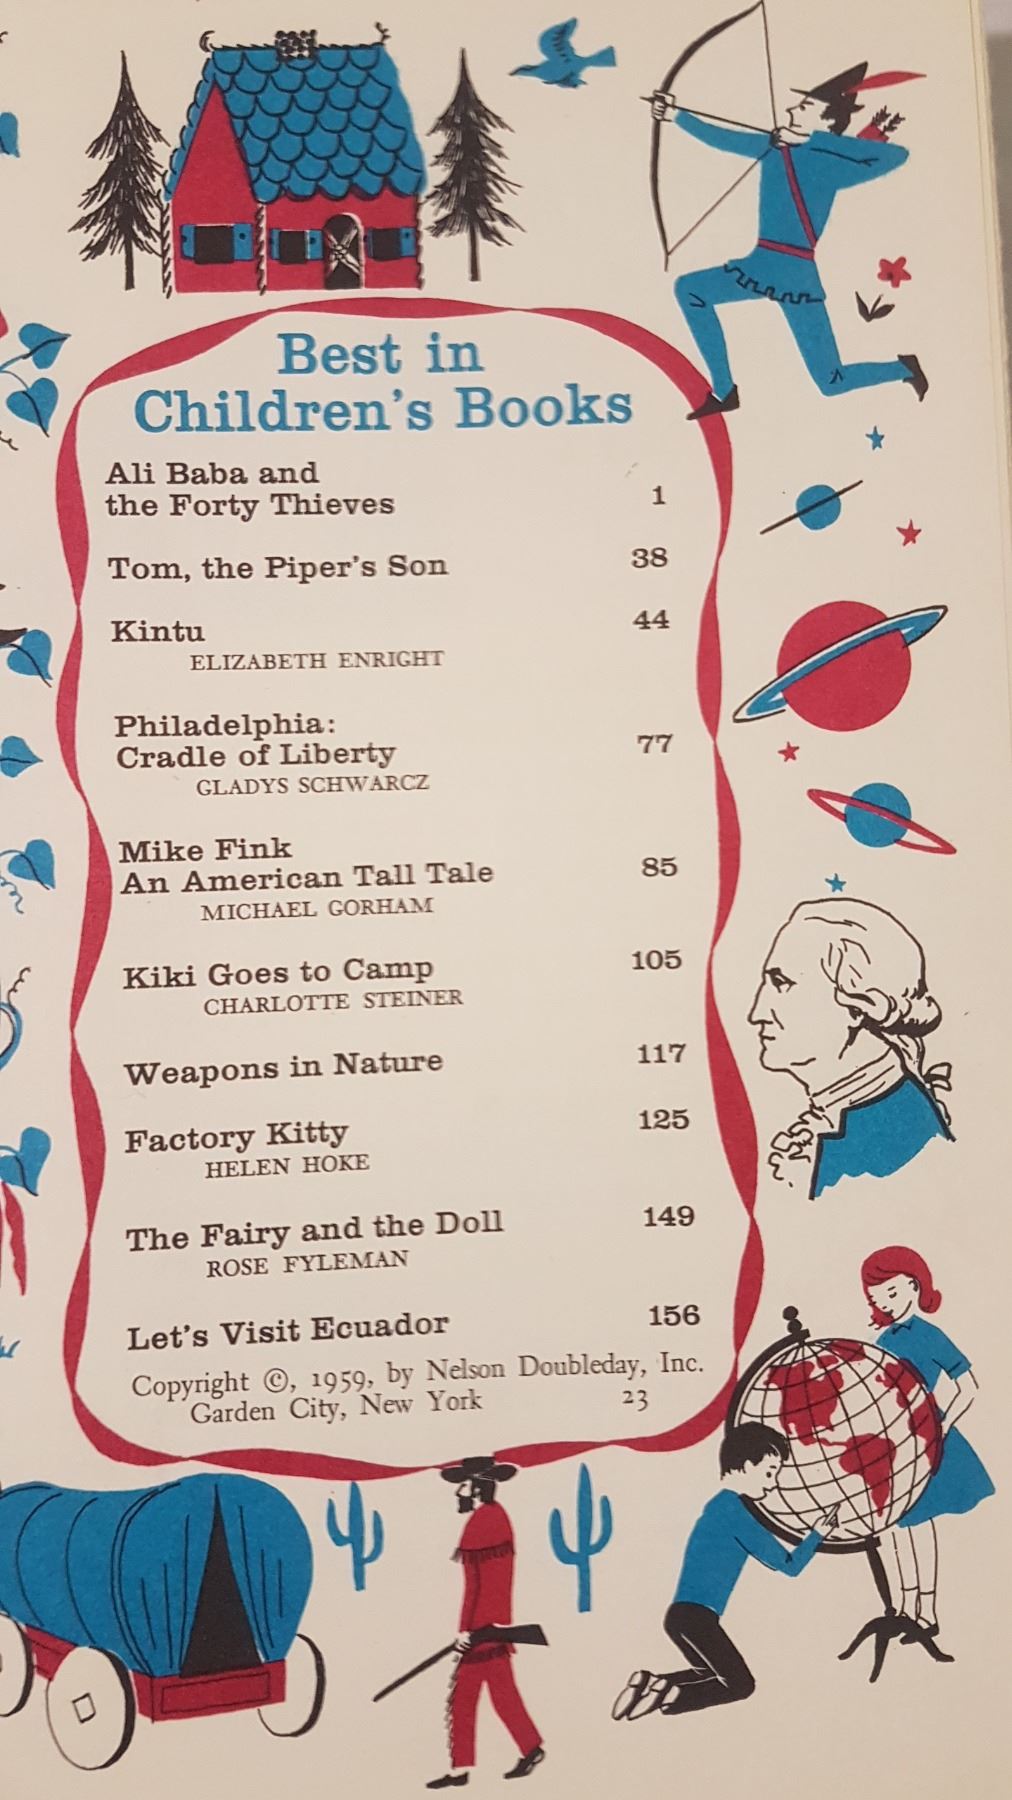 Best in
Children's Books
Ali Baba and
the Forty Thieves 1
Tom, the Piper's Son 38
Kintu 44
ELIZABETH ENRIGHT
Philadelphia:
Cradle of Liberty 77
GLADYS SCHWARCZ
Mike Fink
An American Tall Tale 85
MICHAEL GORHAM
Kiki Goes to Camp 105
CHARLOTTE STEINER
Weapons in Nature 117
Factory Kitty 125
HELEN HOKE
The Fairy and the Doll 149
ROSE FYLEMAN
Let's Visit Ecuador 156
Copyright ©, 1959, by Nelson Doubleday, Inc.
Garden City, New York 23